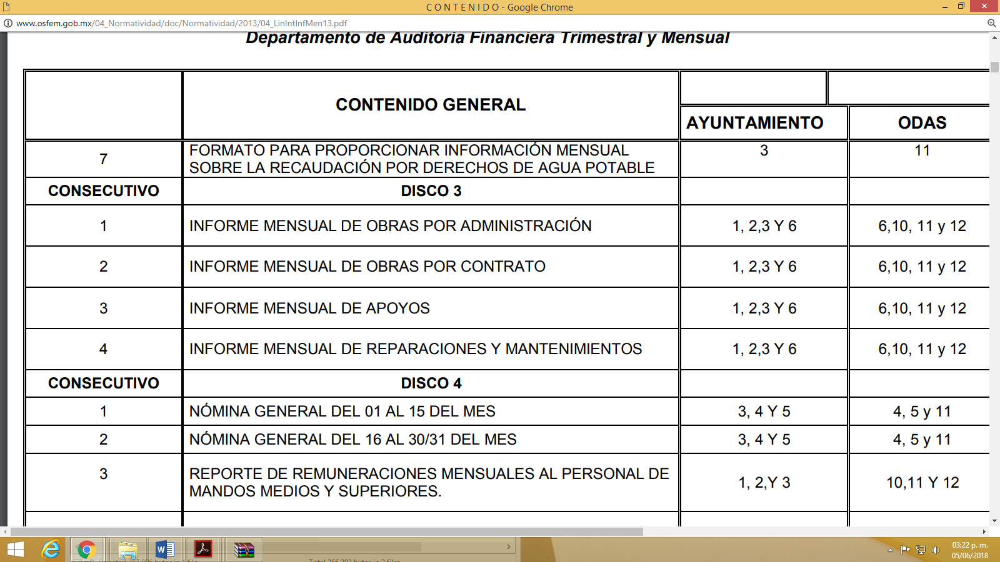 C O N T E N I D O - Google Chrome
www.osfem.gob.mx/04_Normatividad/doc/Normatividad/2013/04_LinIntInfMen13.pdf
Departamento de Auditoría Financiera Trimestral y Mensual
CONTENIDO GENERAL
AYUNTAMIENTO ODAS
7 FORMATO PARA PROPORCIONAR INFORMACIÓN MENSUAL 3 11
SOBRE LA RECAUDACIÓN POR DERECHOS DE AGUA POTABLE
CONSECUTIVO DISCO 3
1 INFORME MENSUAL DE OBRAS POR ADMINISTRACIÓN 1, 2,3 Y 6 6,10, 11 y 12
2 INFORME MENSUAL DE OBRAS POR CONTRATO 1, 2,3 Y 6 6,10, 11 y 12
3 INFORME MENSUAL DE APOYOS 1, 2,3 Y 6 6,10, 11 y 12
4 INFORME MENSUAL DE REPARACIONES Y MANTENIMIENTOS 1, 2,3 Y 6 6,10, 11 y 12
CONSECUTIVO DISCO 4
1 NÓMINA GENERAL DEL 01 AL 15 DEL MES 3, 4 Y 5 4, 5 y 11
2 NÓMINA GENERAL DEL 16 AL 30/31 DEL MES 3, 4 Y 5 4, 5 y 11
3 REPORTE DE REMUNERACIONES MENSUALES AL PERSONAL DE 1, 2,Y 3 10,11 Y 12
MANDOS MEDIOS Y SUPERIORES.
03:22 p. m.
05/06/2018